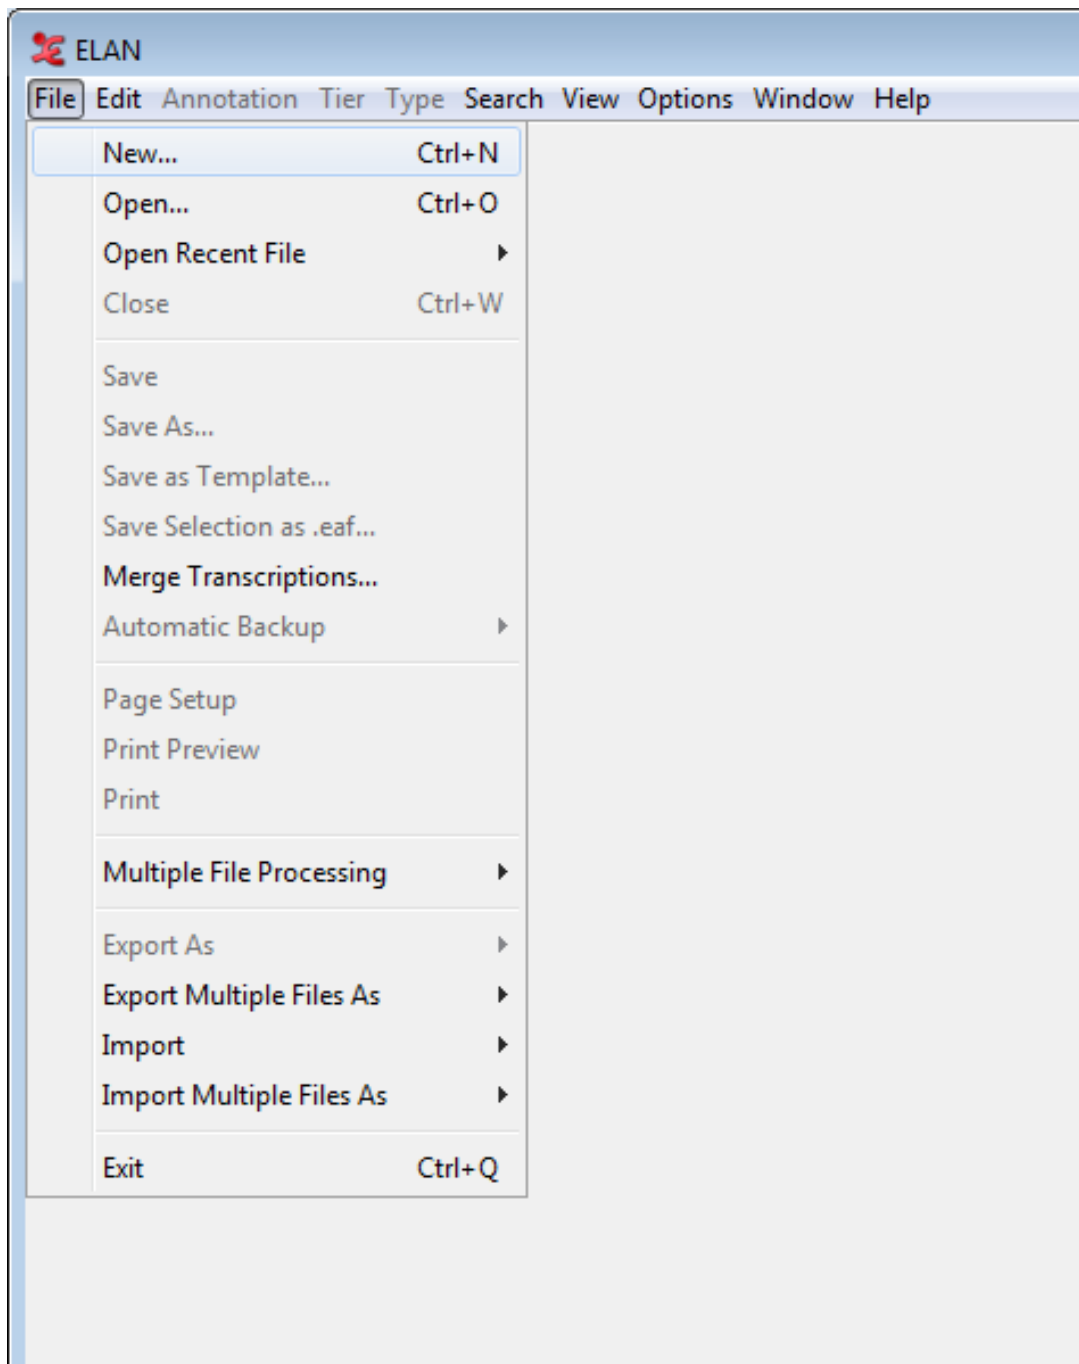 ELAN
File Edit Annotation Tier Type Search View Options Window Help
New... Ctrl+N
Open... Ctrl+O
Open Recent File
Close Ctrl+W
Save
Save As...
Save as Template...
Save Selection as .eaf...
Merge Transcriptions...
Automatic Backup
Page Setup
Print Preview
Print
Multiple File Processing
Export As
Export Multiple Files As
Import
Import Multiple Files As
Exit Ctrl+Q